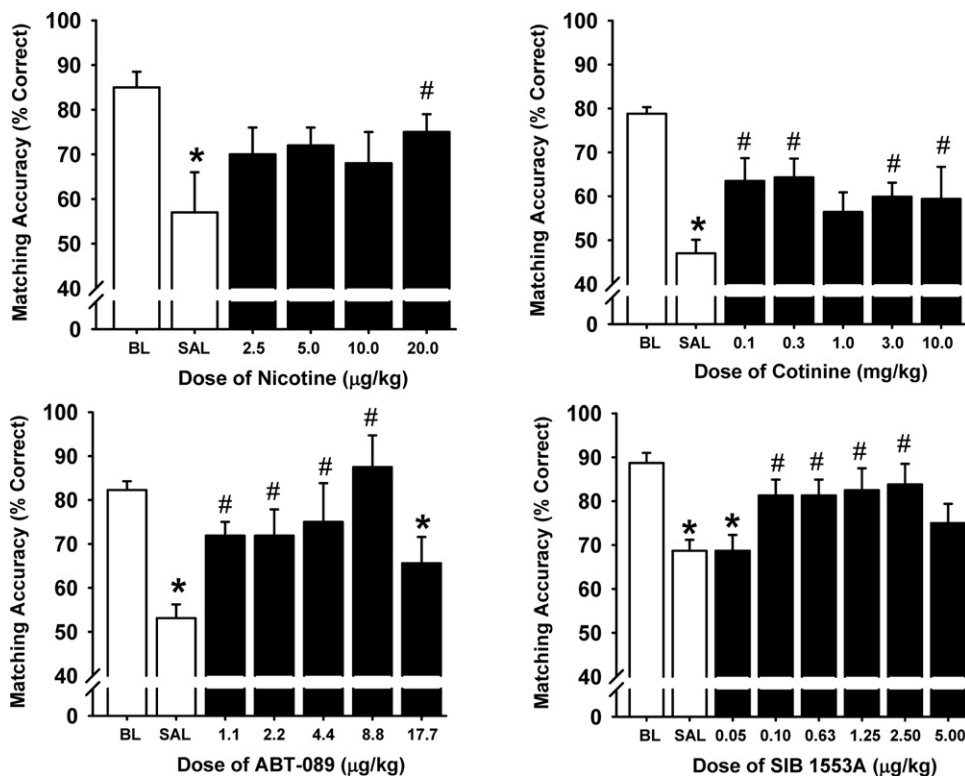 Matching Accuracy (% Correct)
100
90
80
70
60
50
40
0
*
#
BL SAL 2.5 5.0 10.0 20.0
Dose of Nicotine (μg/kg)
Matching Accuracy (% Correct)
100
90
80
70
60
50
40
0
*
# # # #
BL SAL 0.1 0.3 1.0 3.0 10.0
Dose of Cotinine (mg/kg)
Matching Accuracy (% Correct)
100
90
80
70
60
50
40
0
*
# # # # *
BL SAL 1.1 2.2 4.4 8.8 17.7
Dose of ABT-089 (μg/kg)
Matching Accuracy (% Correct)
100
90
80
70
60
50
40
0
* * # # # #
BL SAL 0.05 0.10 0.63 1.25 2.50 5.00
Dose of SIB 1553A (μg/kg)